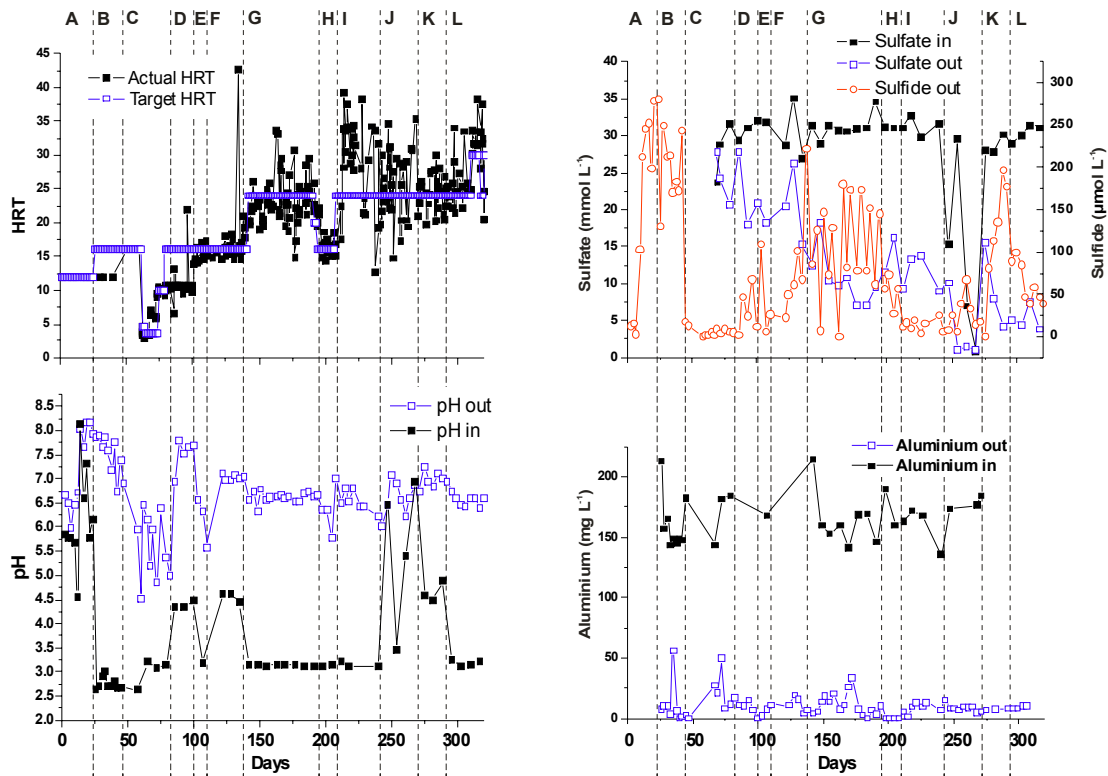 A B C D E F G H I J K L
45
40
35
30
25
20
15
10
5
0
HRT
Actual HRT
Target HRT
A B C D E F G H I J K L
40
35
30
25
20
15
10
5
0
Sulfate (mmol L-1)
Sulfate in
Sulfate out
Sulfide out
300
250
200
150
100
50
0
Sulfide (µmol L-1)
8.5
8.0
7.5
7.0
6.5
6.0
5.5
5.0
4.5
4.0
3.5
3.0
2.5
2.0
pH
pH out
pH in
0 50 100 150 200 250 300
Days
200
150
100
50
0
Aluminium (mg L-1)
Aluminium out
Aluminium in
0 50 100 150 200 250 300
Days